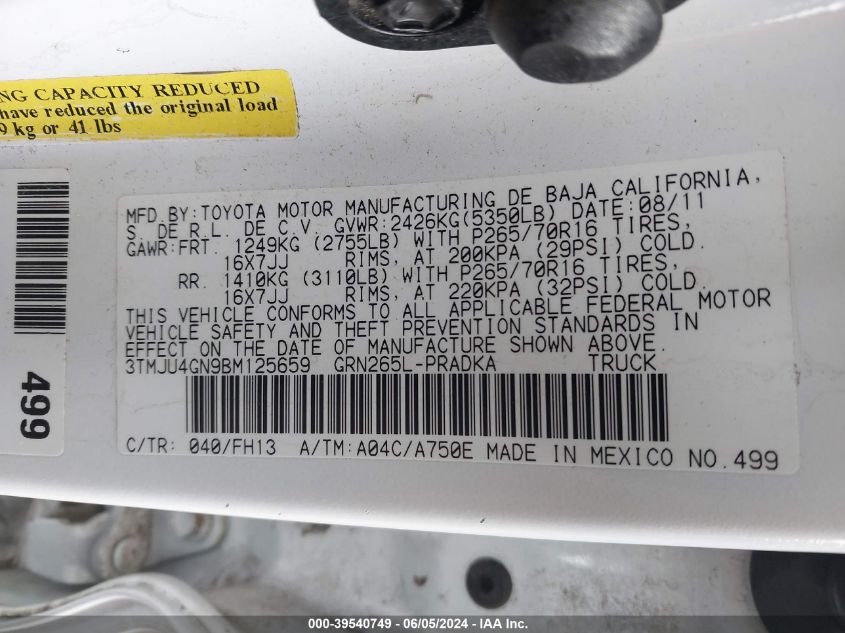 NG CAPACITY REDUCED
have reduced the original load
9 kg or 41 lbs
499
MFD.BY:TOYOTA MOTOR MANUFACTURING DE BAJA CALIFORNIA,
S. DE R.L. DE C.V. GVWR:2426KG(5350LB) DATE:08/11
GAWR:FRT. 1249KG (2755LB) WITH P265/70R16 TIRES,
16X7JJ RIMS, AT 200KPA (29PSI) COLD.
RR. 1410KG (3110LB) WITH P265/70R16 TIRES,
16X7JJ RIMS, AT 220KPA (32PSI) COLD.
THIS VEHICLE CONFORMS TO ALL APPLICABLE FEDERAL MOTOR
VEHICLE SAFETY AND THEFT PREVENTION STANDARDS IN
EFFECT ON THE DATE OF MANUFACTURE SHOWN ABOVE.
3TMJU4GN9BM125659 GRN265L-PRADKA TRUCK
C/TR: 040/FH13 A/TM:A04C/A750E MADE IN MEXICO NO.499
000-39540749 - 06/05/2024 - IAA Inc.